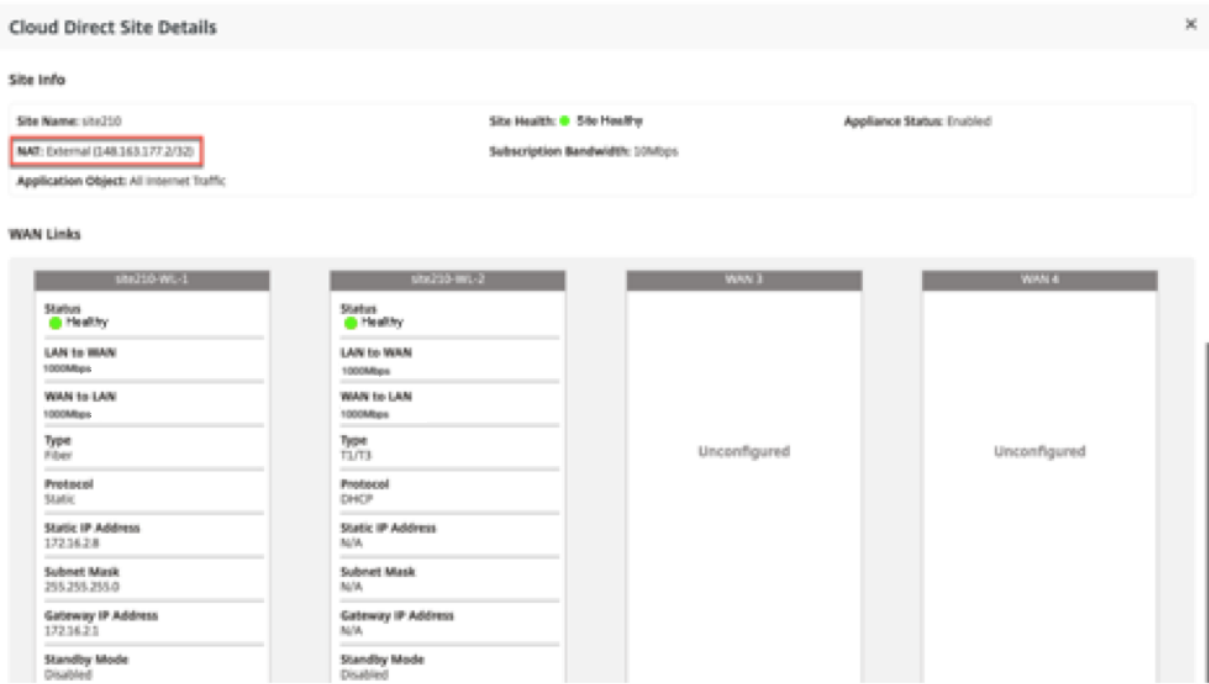 Cloud Direct Site Details
×
Site Info
Site Name: site210
Site Health: Site Healthy
Appliance Status: Enabled
NAT: External (148.163.177.2/32)
Subscription Bandwidth: 10Mbps
Application Object: All Internet Traffic
WAN Links
site210-WL-1
Status
Healthy
LAN to WAN
1000Mbps
WAN to LAN
1000Mbps
Type
Fiber
Protocol
Static
Static IP Address
172.16.2.8
Subnet Mask
255.255.255.0
Gateway IP Address
172.16.2.1
Standby Mode
Disabled
site210-WL-2
Status
Healthy
LAN to WAN
1000Mbps
WAN to LAN
1000Mbps
Type
T1/T3
Protocol
DHCP
Static IP Address
N/A
Subnet Mask
N/A
Gateway IP Address
N/A
Standby Mode
Disabled
WAN 3
Unconfigured
WAN 4
Unconfigured